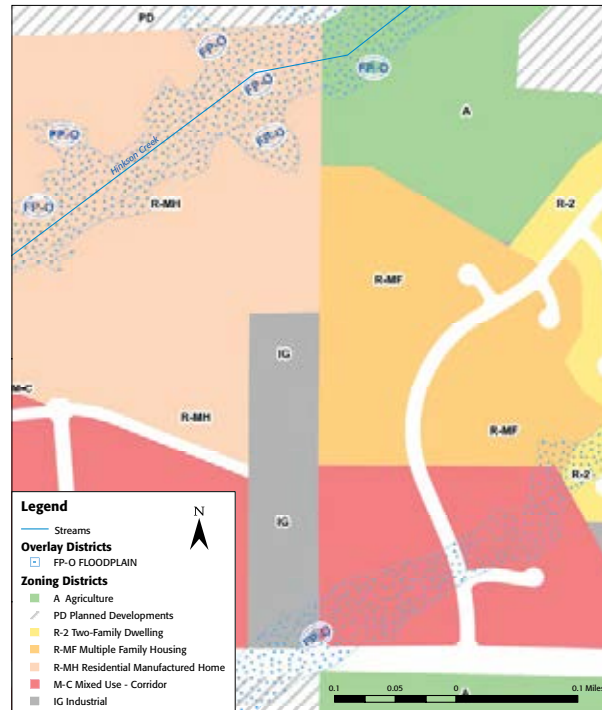 PD
FP-O
FP-O
FP-O
A
FP-O
FP-O
Hinkson Creek
FP-O
R-MH
R-2
R-MF
IG
M-C
R-MH
R-MF
R-2
IG
FP-O
Legend
N
Streams
Overlay Districts
FP-O FLOODPLAIN
Zoning Districts
A Agriculture
PD Planned Developments
R-2 Two-Family Dwelling
R-MF Multiple Family Housing
R-MH Residential Manufactured Home
M-C Mixed Use - Corridor
IG Industrial
A
0.1 0.05 0 0.1 Miles